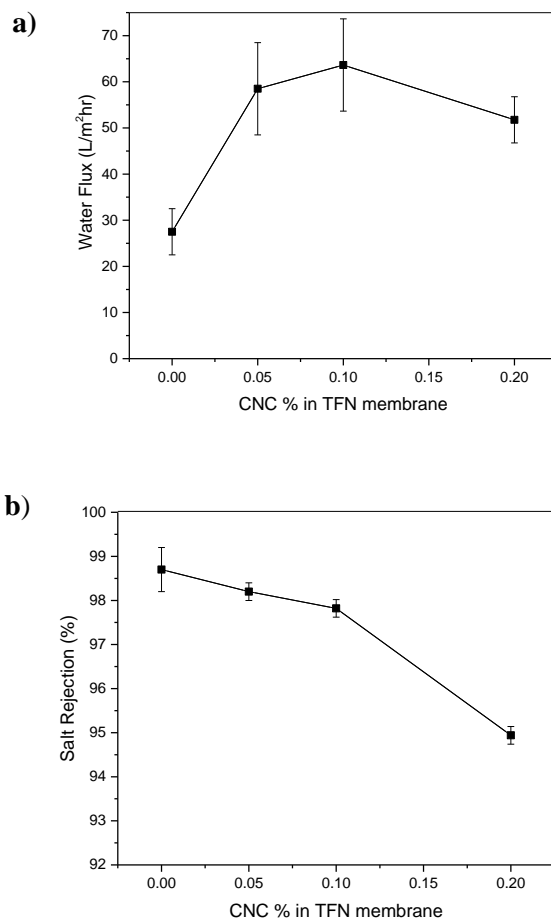 a)
70
60
50
40
30
20
10
0
Water Flux (L/m²hr)
0.00 0.05 0.10 0.15 0.20
CNC % in TFN membrane
b)
100
99
98
97
96
95
94
93
92
Salt Rejection (%)
0.00 0.05 0.10 0.15 0.20
CNC % in TFN membrane